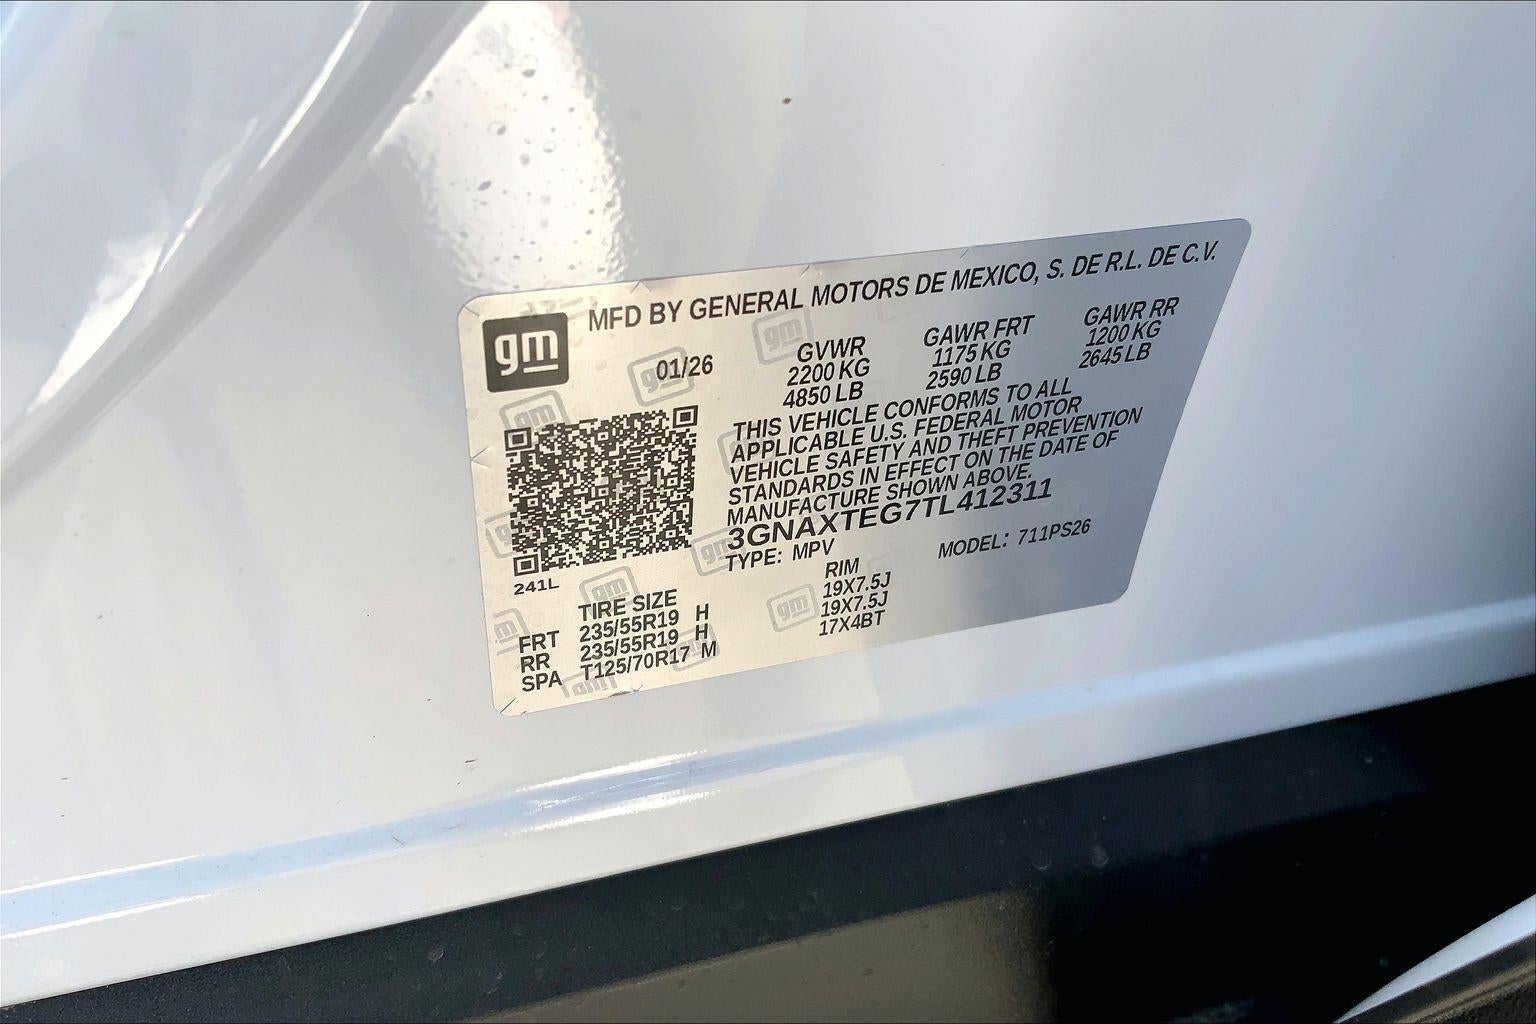 MFD BY GENERAL MOTORS DE MEXICO, S. DE R.L. DE C.V.
gm
01/26
GVWR
2200 KG
4850 LB
GAWR FRT
1175 KG
2590 LB
GAWR RR
1200 KG
2645 LB
THIS VEHICLE CONFORMS TO ALL
APPLICABLE U.S. FEDERAL MOTOR
VEHICLE SAFETY AND THEFT PREVENTION
STANDARDS IN EFFECT ON THE DATE OF
MANUFACTURE SHOWN ABOVE.
3GNAXTEG7TL412311
TYPE: MPV
MODEL: 711PS26
241L
TIRE SIZE
RIM
FRT 235/55R19 H 19X7.5J
RR 235/55R19 H 19X7.5J
SPA T125/70R17 M 17X4BT